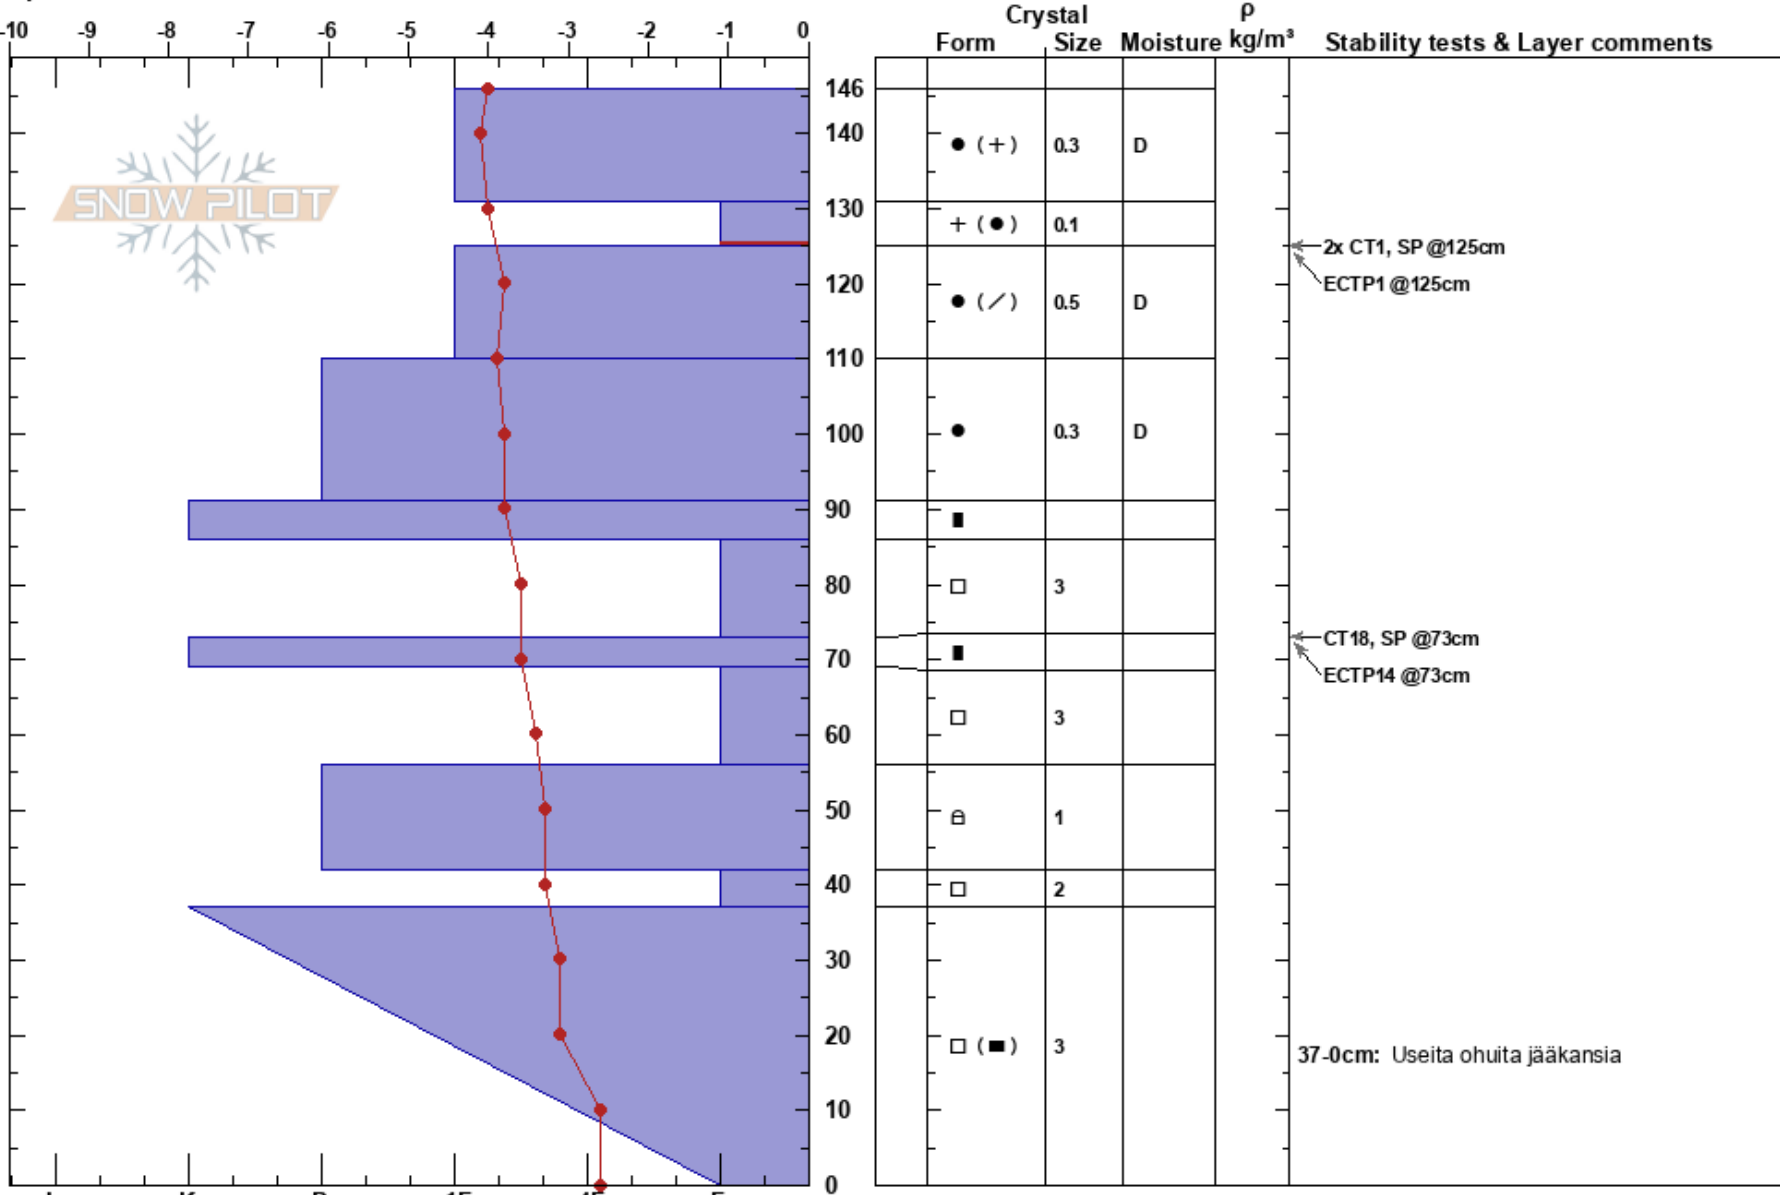 Crystal ρ
-10 -9 -8 -7 -6 -5 -4 -3 -2 -1 0 Form Size Moisture kg/m³ Stability tests & Layer comments
146
SNOW PILOT
140 ● (+) 0.3 D
130
+ (●) 0.1
2x CT1, SP @125cm
120 ECTP1 @125cm
● (/) 0.5 D
110
100 ● 0.3 D
90
80 □ 3
CT18, SP @73cm
70 ECTP14 @73cm
60 □ 3
50 1
40 □ 2
30
20 □ (■) 3 37-0cm: Useita ohuita jääkansia
10
0